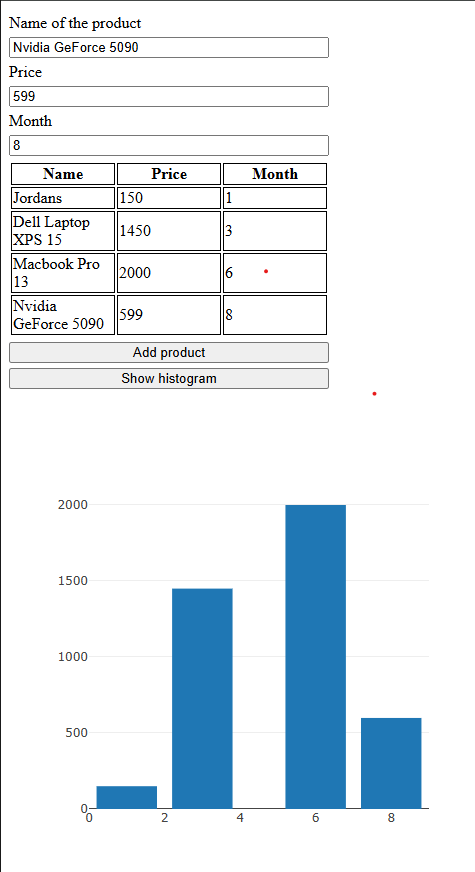 Name of the product
Nvidia GeForce 5090
Price
599
Month
8
Name Price Month
Jordans 150 1
Dell Laptop
XPS 15 1450 3
Macbook Pro
13 2000 6
Nvidia
GeForce 5090 599 8
Add product
Show histogram
2000
1500
1000
500
0
0 2 4 6 8